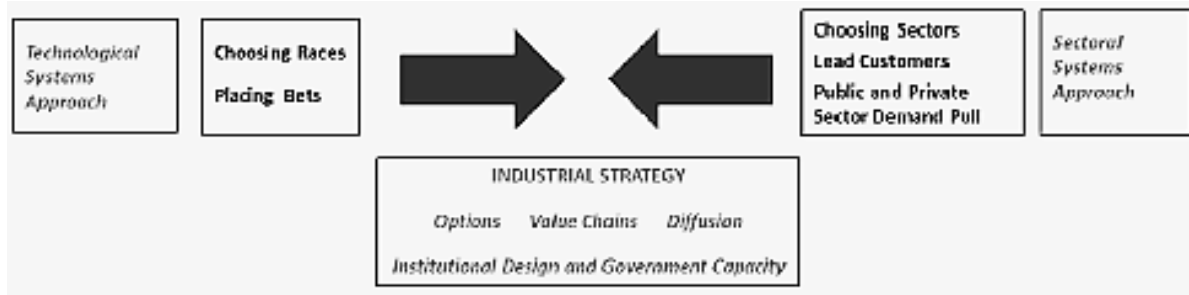 Technological
Systems
Approach
Choosing Races
Placing Bets
Choosing Sectors
Lead Customers
Public and Private
Sector Demand Pull
Sectoral
Systems
Approach
INDUSTRIAL STRATEGY
Options Value Chains Diffusion
Institutional Design and Government Capacity